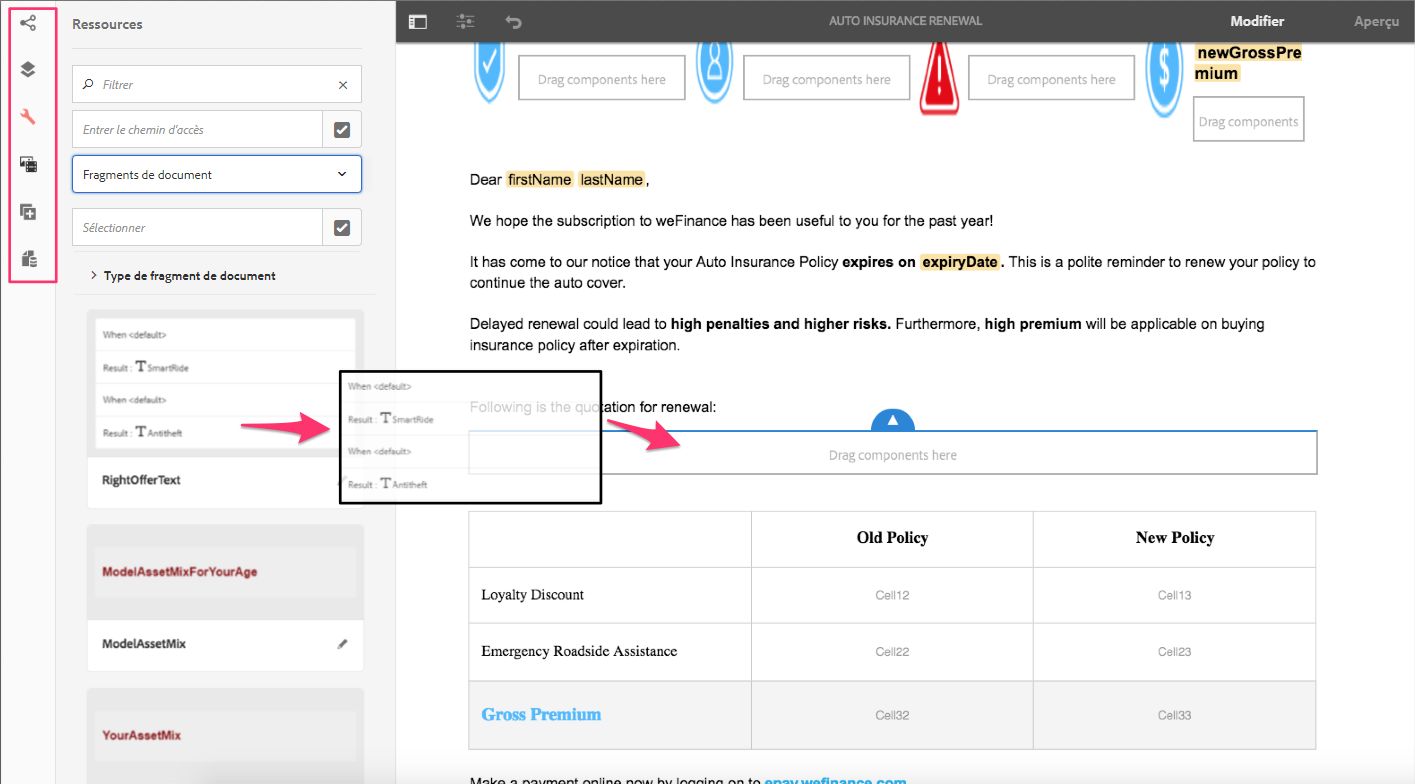 Ressources
Filtrer
Entrer le chemin d'accès
Fragments de document
Sélectionner
Type de fragment de document
When <default>
Result : T SmartRide
When <default>
Result : T Antitheft
RightOfferText
ModelAssetMixForYourAge
ModelAssetMix
YourAssetMix
When <default>
Result : T SmartRide
When <default>
Result : T Antitheft
AUTO INSURANCE RENEWAL
Modifier
Aperçu
Drag components here
Drag components here
Drag components here
newGrossPre
mium
Drag components
Dear firstName lastName,
We hope the subscription to weFinance has been useful to you for the past year!
It has come to our notice that your Auto Insurance Policy expires on expiryDate. This is a polite reminder to renew your policy to
continue the auto cover.
Delayed renewal could lead to high penalties and higher risks. Furthermore, high premium will be applicable on buying
insurance policy after expiration.
Following is the quotation for renewal:
Drag components here
Old Policy
New Policy
Loyalty Discount
Cell12
Cell13
Emergency Roadside Assistance
Cell22
Cell23
Gross Premium
Cell32
Cell33
Make a payment online now by logging on to epay.wefinance.com